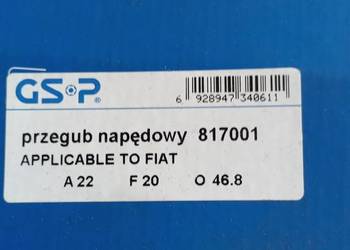 GSP®
6 928947 340611
przegub napędowy 817001
APPLICABLE TO FIAT
A 22 F 20 O 46.8